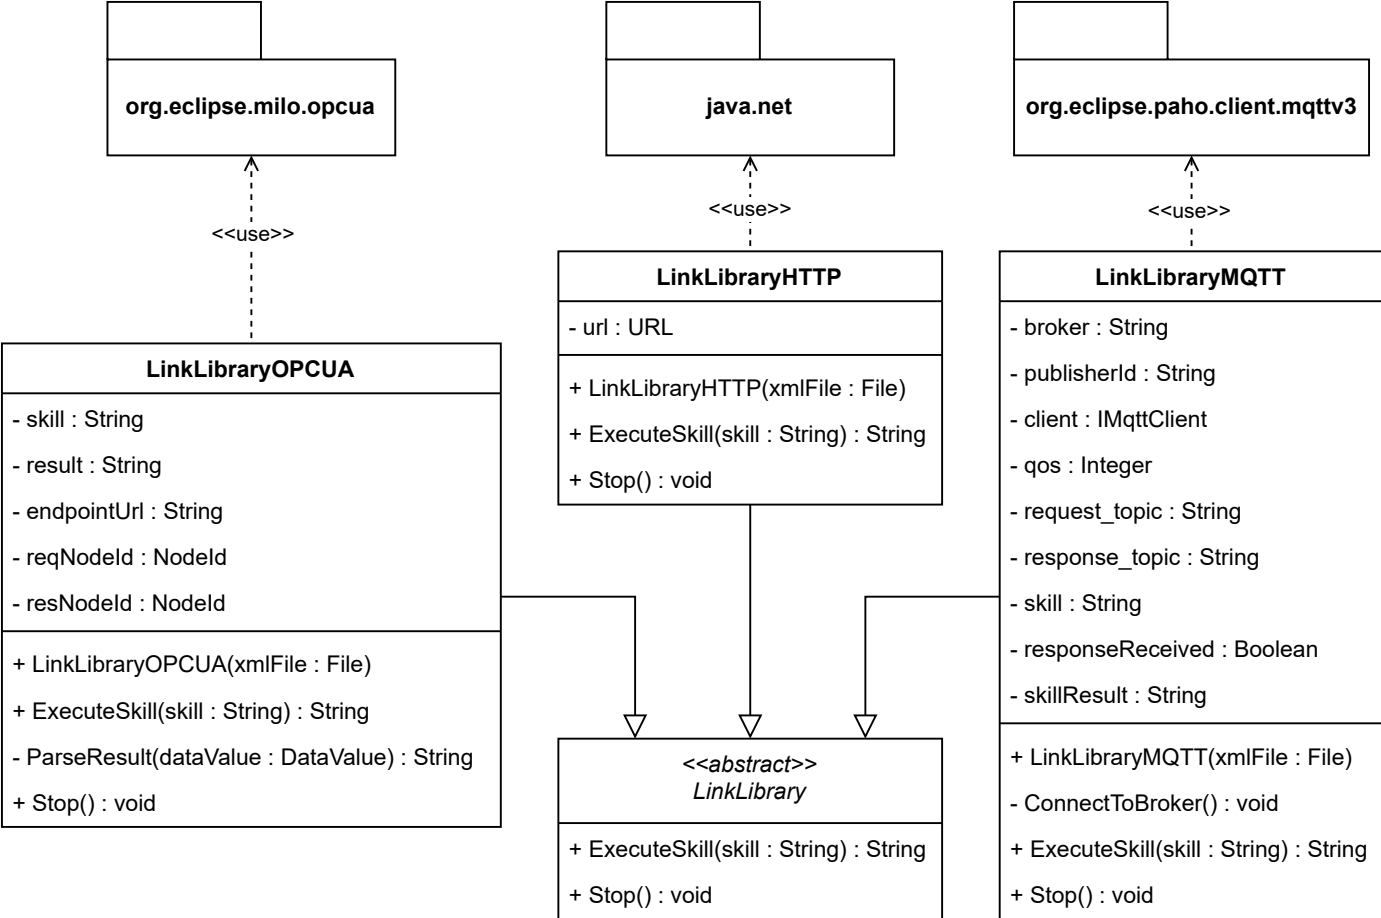 org.eclipse.milo.opcua
java.net
org.eclipse.paho.client.mqttv3
<<use>>
<<use>>
<<use>>
LinkLibraryOPCUA
- skill : String
- result : String
- endpointUrl : String
- reqNodeId : NodeId
- resNodeId : NodeId
+ LinkLibraryOPCUA(xmlFile : File)
+ ExecuteSkill(skill : String) : String
- ParseResult(dataValue : DataValue) : String
+ Stop() : void
LinkLibraryHTTP
- url : URL
+ LinkLibraryHTTP(xmlFile : File)
+ ExecuteSkill(skill : String) : String
+ Stop() : void
LinkLibraryMQTT
- broker : String
- publisherId : String
- client : IMqttClient
- qos : Integer
- request_topic : String
- response_topic : String
- skill : String
- responseReceived : Boolean
- skillResult : String
+ LinkLibraryMQTT(xmlFile : File)
- ConnectToBroker() : void
+ ExecuteSkill(skill : String) : String
+ Stop() : void
<<abstract>>
LinkLibrary
+ ExecuteSkill(skill : String) : String
+ Stop() : void